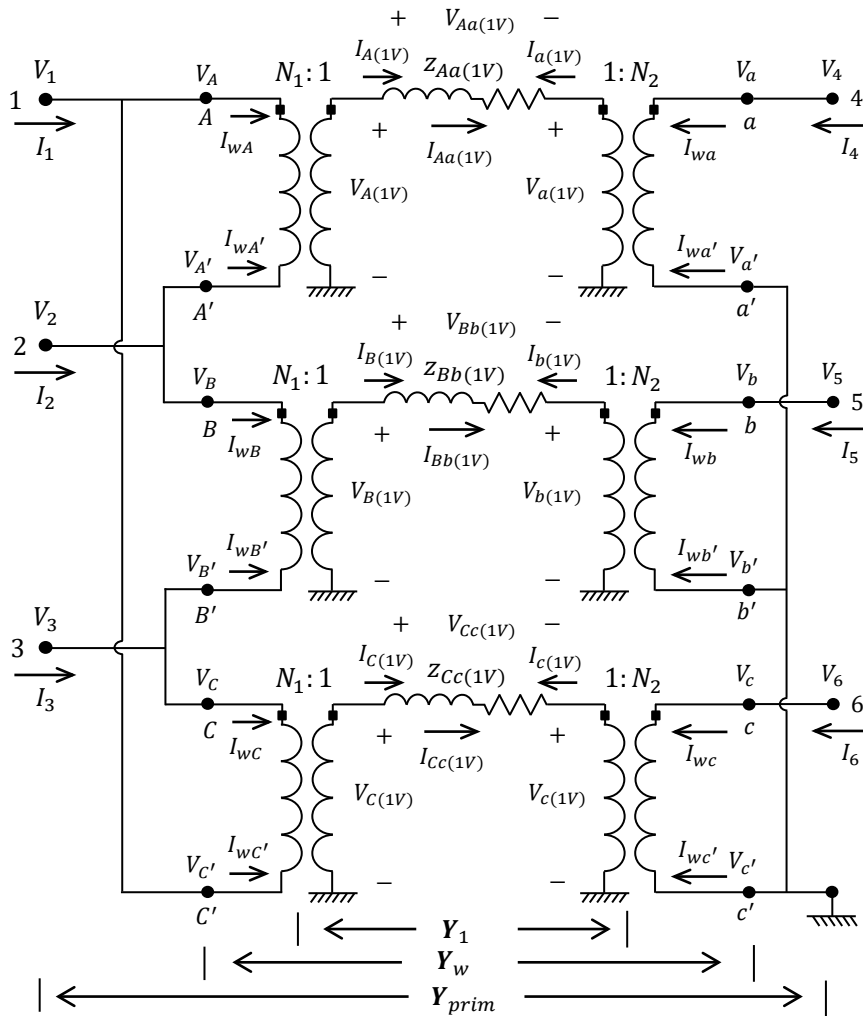 + V_{Aa(1V)} −
I_{A(1V)} I_{a(1V)}
V_1 V_A N_1: 1 z_{Aa(1V)} 1: N_2 V_a V_4
1 A a 4
I_1 I_{wA} + I_{Aa(1V)} + I_{wa} I_4
V_{A(1V)} V_{a(1V)}
V_{A′} I_{wA′} I_{wa′} V_{a′}
− −
A′ a′
V_2 + V_{Bb(1V)} −
2 I_{B(1V)} I_{b(1V)}
I_2 V_B N_1: 1 z_{Bb(1V)} 1: N_2 V_b V_5
B b 5
I_{wB} + I_{Bb(1V)} + I_{wb} I_5
V_{B(1V)} V_{b(1V)}
V_{B′} I_{wB′} I_{wb′} V_{b′}
− −
B′ b′
V_3 + V_{Cc(1V)} −
3 I_{C(1V)} I_{c(1V)}
I_3 V_C N_1: 1 z_{Cc(1V)} 1: N_2 V_c V_6
C c 6
I_{wC} + I_{Cc(1V)} + I_{wc} I_6
V_{C(1V)} V_{c(1V)}
V_{C′} I_{wC′} I_{wc′} V_{c′}
− −
C′ c′
Y_1
Y_w
Y_{prim}